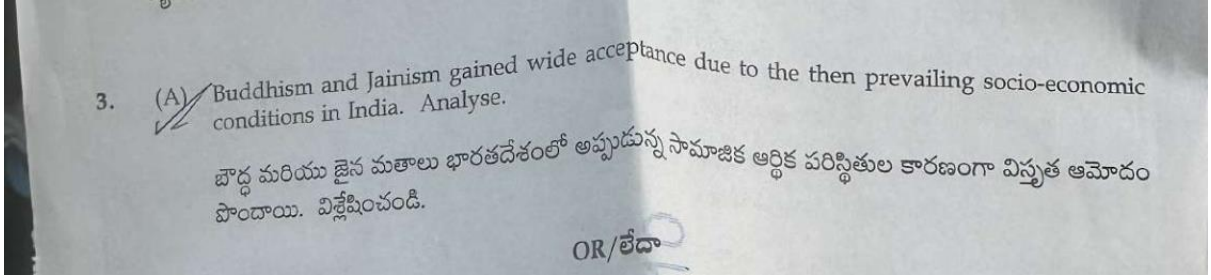 3. (A) Buddhism and Jainism gained wide acceptance due to the then prevailing socio-economic
conditions in India. Analyse.
బౌద్ధ మరియు జైన మతాలు భారతదేశంలో అప్పుడున్న సామాజిక ఆర్థిక పరిస్థితుల కారణంగా విస్తృత ఆమోదం
పొందాయి. విశ్లేషించండి.
OR/లేదా